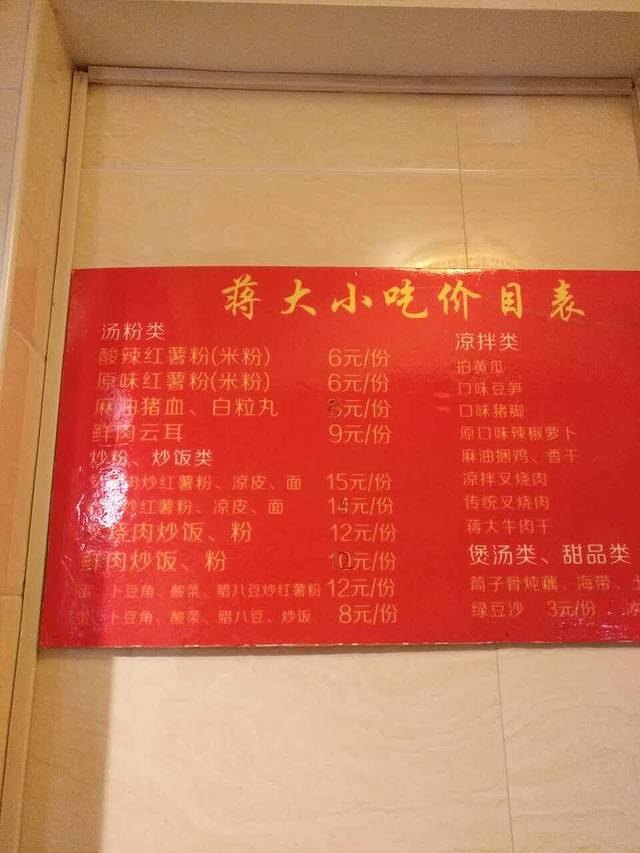 蒋大小吃价目表
汤粉类
酸辣红薯粉(米粉) 6元/份
原味红薯粉(米粉) 6元/份
麻油猪血、白粒丸 元/份
鲜肉云耳 9元/份
炒粉、炒饭类
炒红薯粉、凉皮、面 15元/份
炒红薯粉、凉皮、面 14元/份
烧肉炒饭、粉 12元/份
鲜肉炒饭、粉 10元/份
卜豆角、酸菜、腊八豆炒红薯粉 12元/份
卜豆角、酸菜、腊八豆、炒饭 8元/份
凉拌类
拍黄瓜
口味豆笋
口味猪脚
原口味辣椒萝卜
麻油捆鸡、香干
凉拌叉烧肉
传统叉烧肉
蒋大牛肉干
煲汤类、甜品类
筒子骨炖藕、海带、
绿豆沙 3元/份